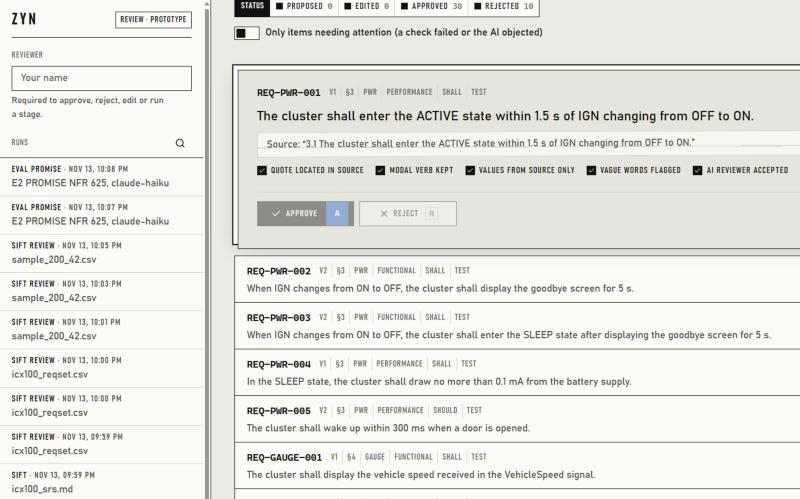 ZYN
REVIEW · PROTOTYPE
REVIEWER
Your name
Required to approve, reject, edit or run
a stage.
RUNS
EVAL PROMISE · NOV 13, 10:08 PM
E2 PROMISE NFR 625, claude-haiku
EVAL PROMISE · NOV 13, 10:07 PM
E2 PROMISE NFR 625, claude-haiku
SIFT REVIEW · NOV 13, 10:05 PM
sample_200_42.csv
SIFT REVIEW · NOV 13, 10:03 PM
sample_200_42.csv
SIFT REVIEW · NOV 13, 10:01 PM
sample_200_42.csv
SIFT REVIEW · NOV 13, 10:00 PM
icx100_reqset.csv
SIFT REVIEW · NOV 13, 10:00 PM
icx100_reqset.csv
SIFT REVIEW · NOV 13, 09:59 PM
icx100_reqset.csv
SIFT · NOV 13, 09:59 PM
icx100_srs.md
STATUS PROPOSED 0 EDITED 0 APPROVED 38 REJECTED 10
Only items needing attention (a check failed or the AI objected)
REQ-PWR-001 V1 §3 PWR PERFORMANCE SHALL TEST
The cluster shall enter the ACTIVE state within 1.5 s of IGN changing from OFF to ON.
Source: “3.1 The cluster shall enter the ACTIVE state within 1.5 s of IGN changing from OFF to ON.”
QUOTE LOCATED IN SOURCE MODAL VERB KEPT VALUES FROM SOURCE ONLY VAGUE WORDS FLAGGED AI REVIEWER ACCEPTED
APPROVE A REJECT R
REQ-PWR-002 V2 §3 PWR FUNCTIONAL SHALL TEST
When IGN changes from ON to OFF, the cluster shall display the goodbye screen for 5 s.
REQ-PWR-003 V2 §3 PWR FUNCTIONAL SHALL TEST
When IGN changes from ON to OFF, the cluster shall enter the SLEEP state after displaying the goodbye screen for 5 s.
REQ-PWR-004 V1 §3 PWR PERFORMANCE SHALL TEST
In the SLEEP state, the cluster shall draw no more than 0.1 mA from the battery supply.
REQ-PWR-005 V2 §3 PWR PERFORMANCE SHOULD TEST
The cluster shall wake up within 300 ms when a door is opened.
REQ-GAUGE-001 V1 §4 GAUGE FUNCTIONAL SHALL TEST
The cluster shall display the vehicle speed received in the VehicleSpeed signal.